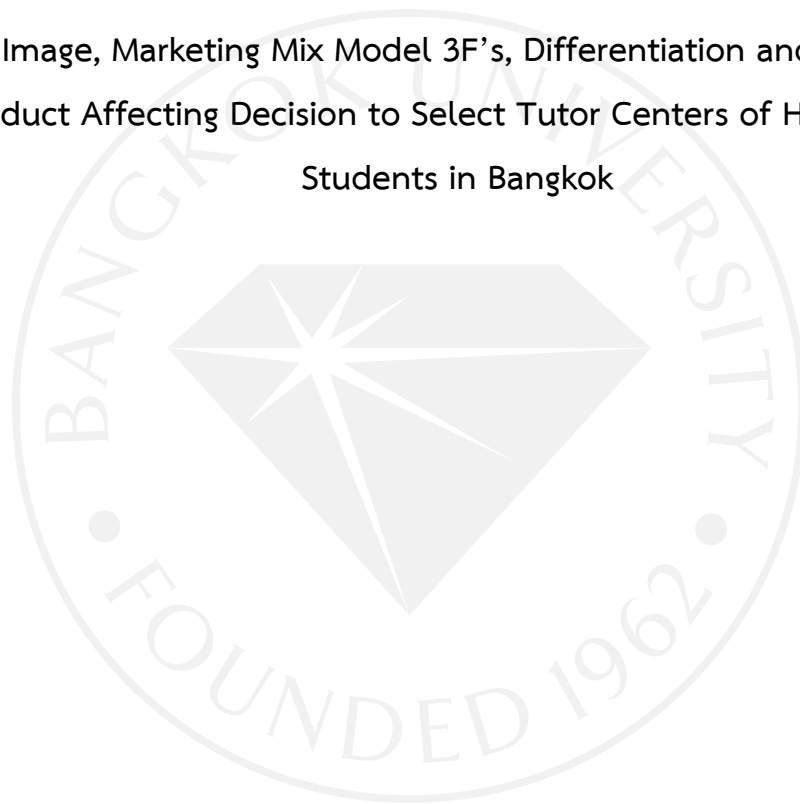 Image, Marketing Mix Model 3F’s, Differentiation and
duct Affecting Decision to Select Tutor Centers of H
Students in Bangkok
BANGKOK UNIVERSITY
FOUNDED 1962